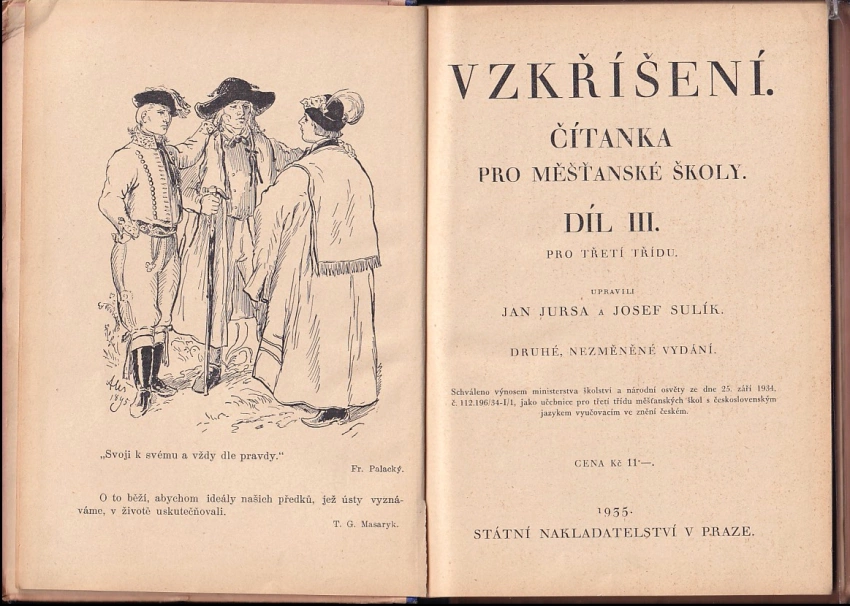 Aleš
1895
„Svoji k svému a vždy dle pravdy.“
Fr. Palacký.
O to běží, abychom ideály našich předků, jež ústy vyzná-
váme, v životě uskutečňovali.
T. G. Masaryk.
VZKŘÍŠENÍ.
ČÍTANKA
PRO MĚŠŤANSKÉ ŠKOLY.
DÍL III.
PRO TŘETÍ TŘÍDU.
UPRAVILI
JAN JURSA A JOSEF SULÍK.
DRUHÉ, NEZMĚNĚNÉ VYDÁNÍ.
Schváleno výnosem ministerstva školství a národní osvěty ze dne 25. září 1934,
č. 112.196/34-I/1, jako učebnice pro třetí třídu měšťanských škol s československým
jazykem vyučovacím ve znění českém.
CENA Kč 11·—.
1935.
STÁTNÍ NAKLADATELSTVÍ V PRAZE.